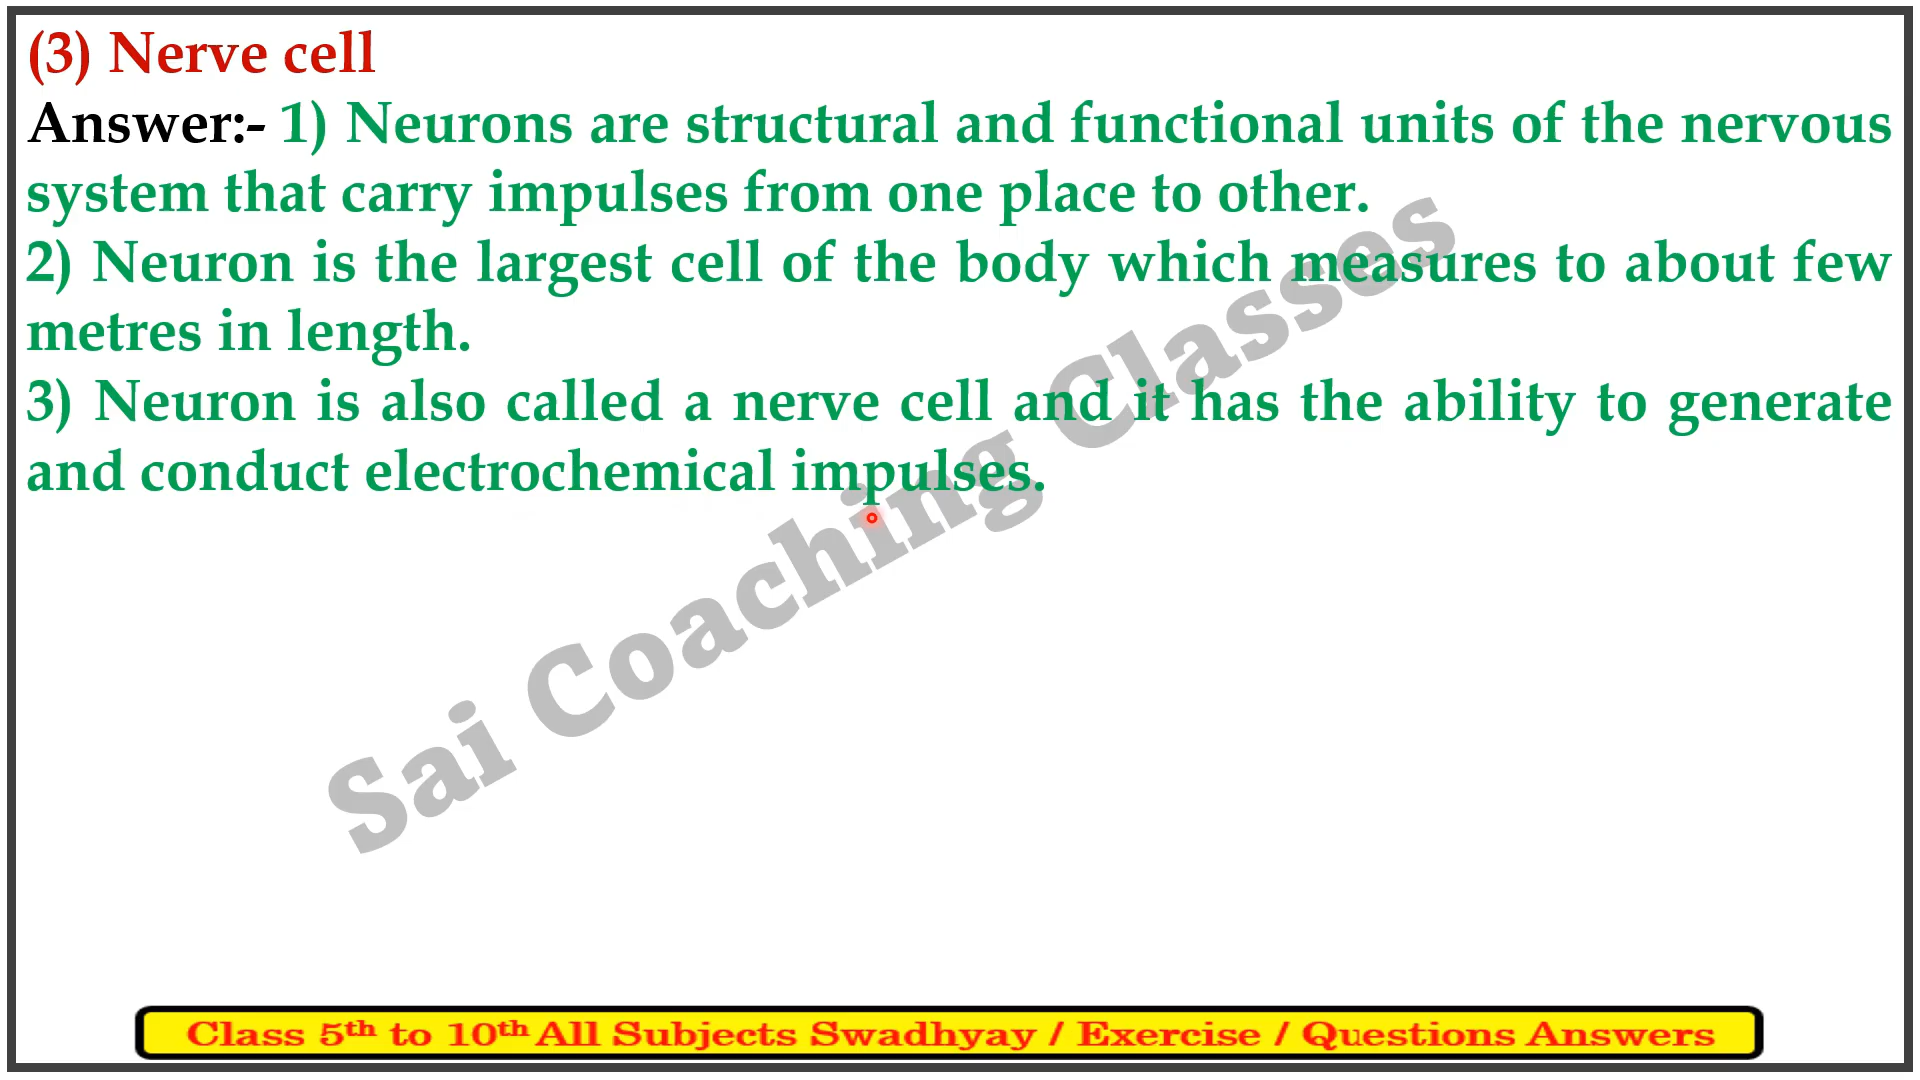 (3) Nerve cell
Answer:- 1) Neurons are structural and functional units of the nervous
system that carry impulses from one place to other.
2) Neuron is the largest cell of the body which measures to about few
metres in length.
3) Neuron is also called a nerve cell and it has the ability to generate
and conduct electrochemical impulses.
Sai Coaching Classes
Class 5th to 10th All Subjects Swadhyay / Exercise / Questions Answers